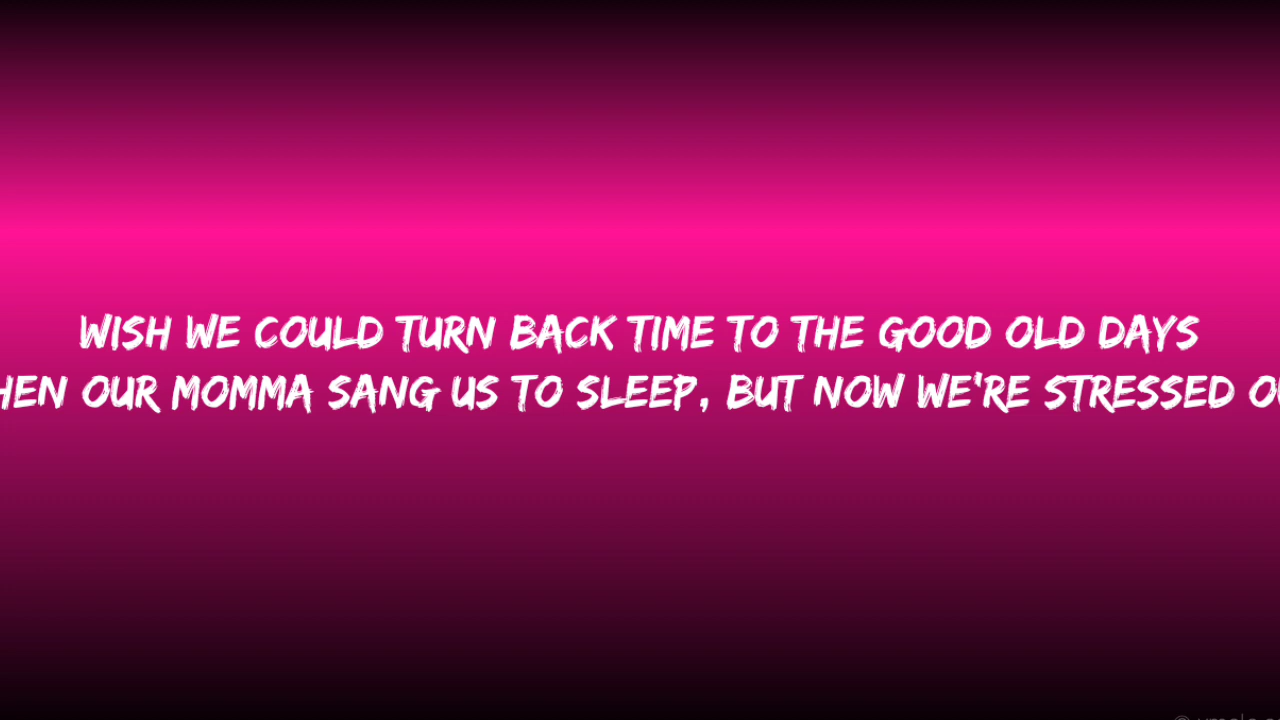 WISH WE COULD TURN BACK TIME TO THE GOOD OLD DAYS
HEN OUR MOMMA SANG US TO SLEEP, BUT NOW WE'RE STRESSED O